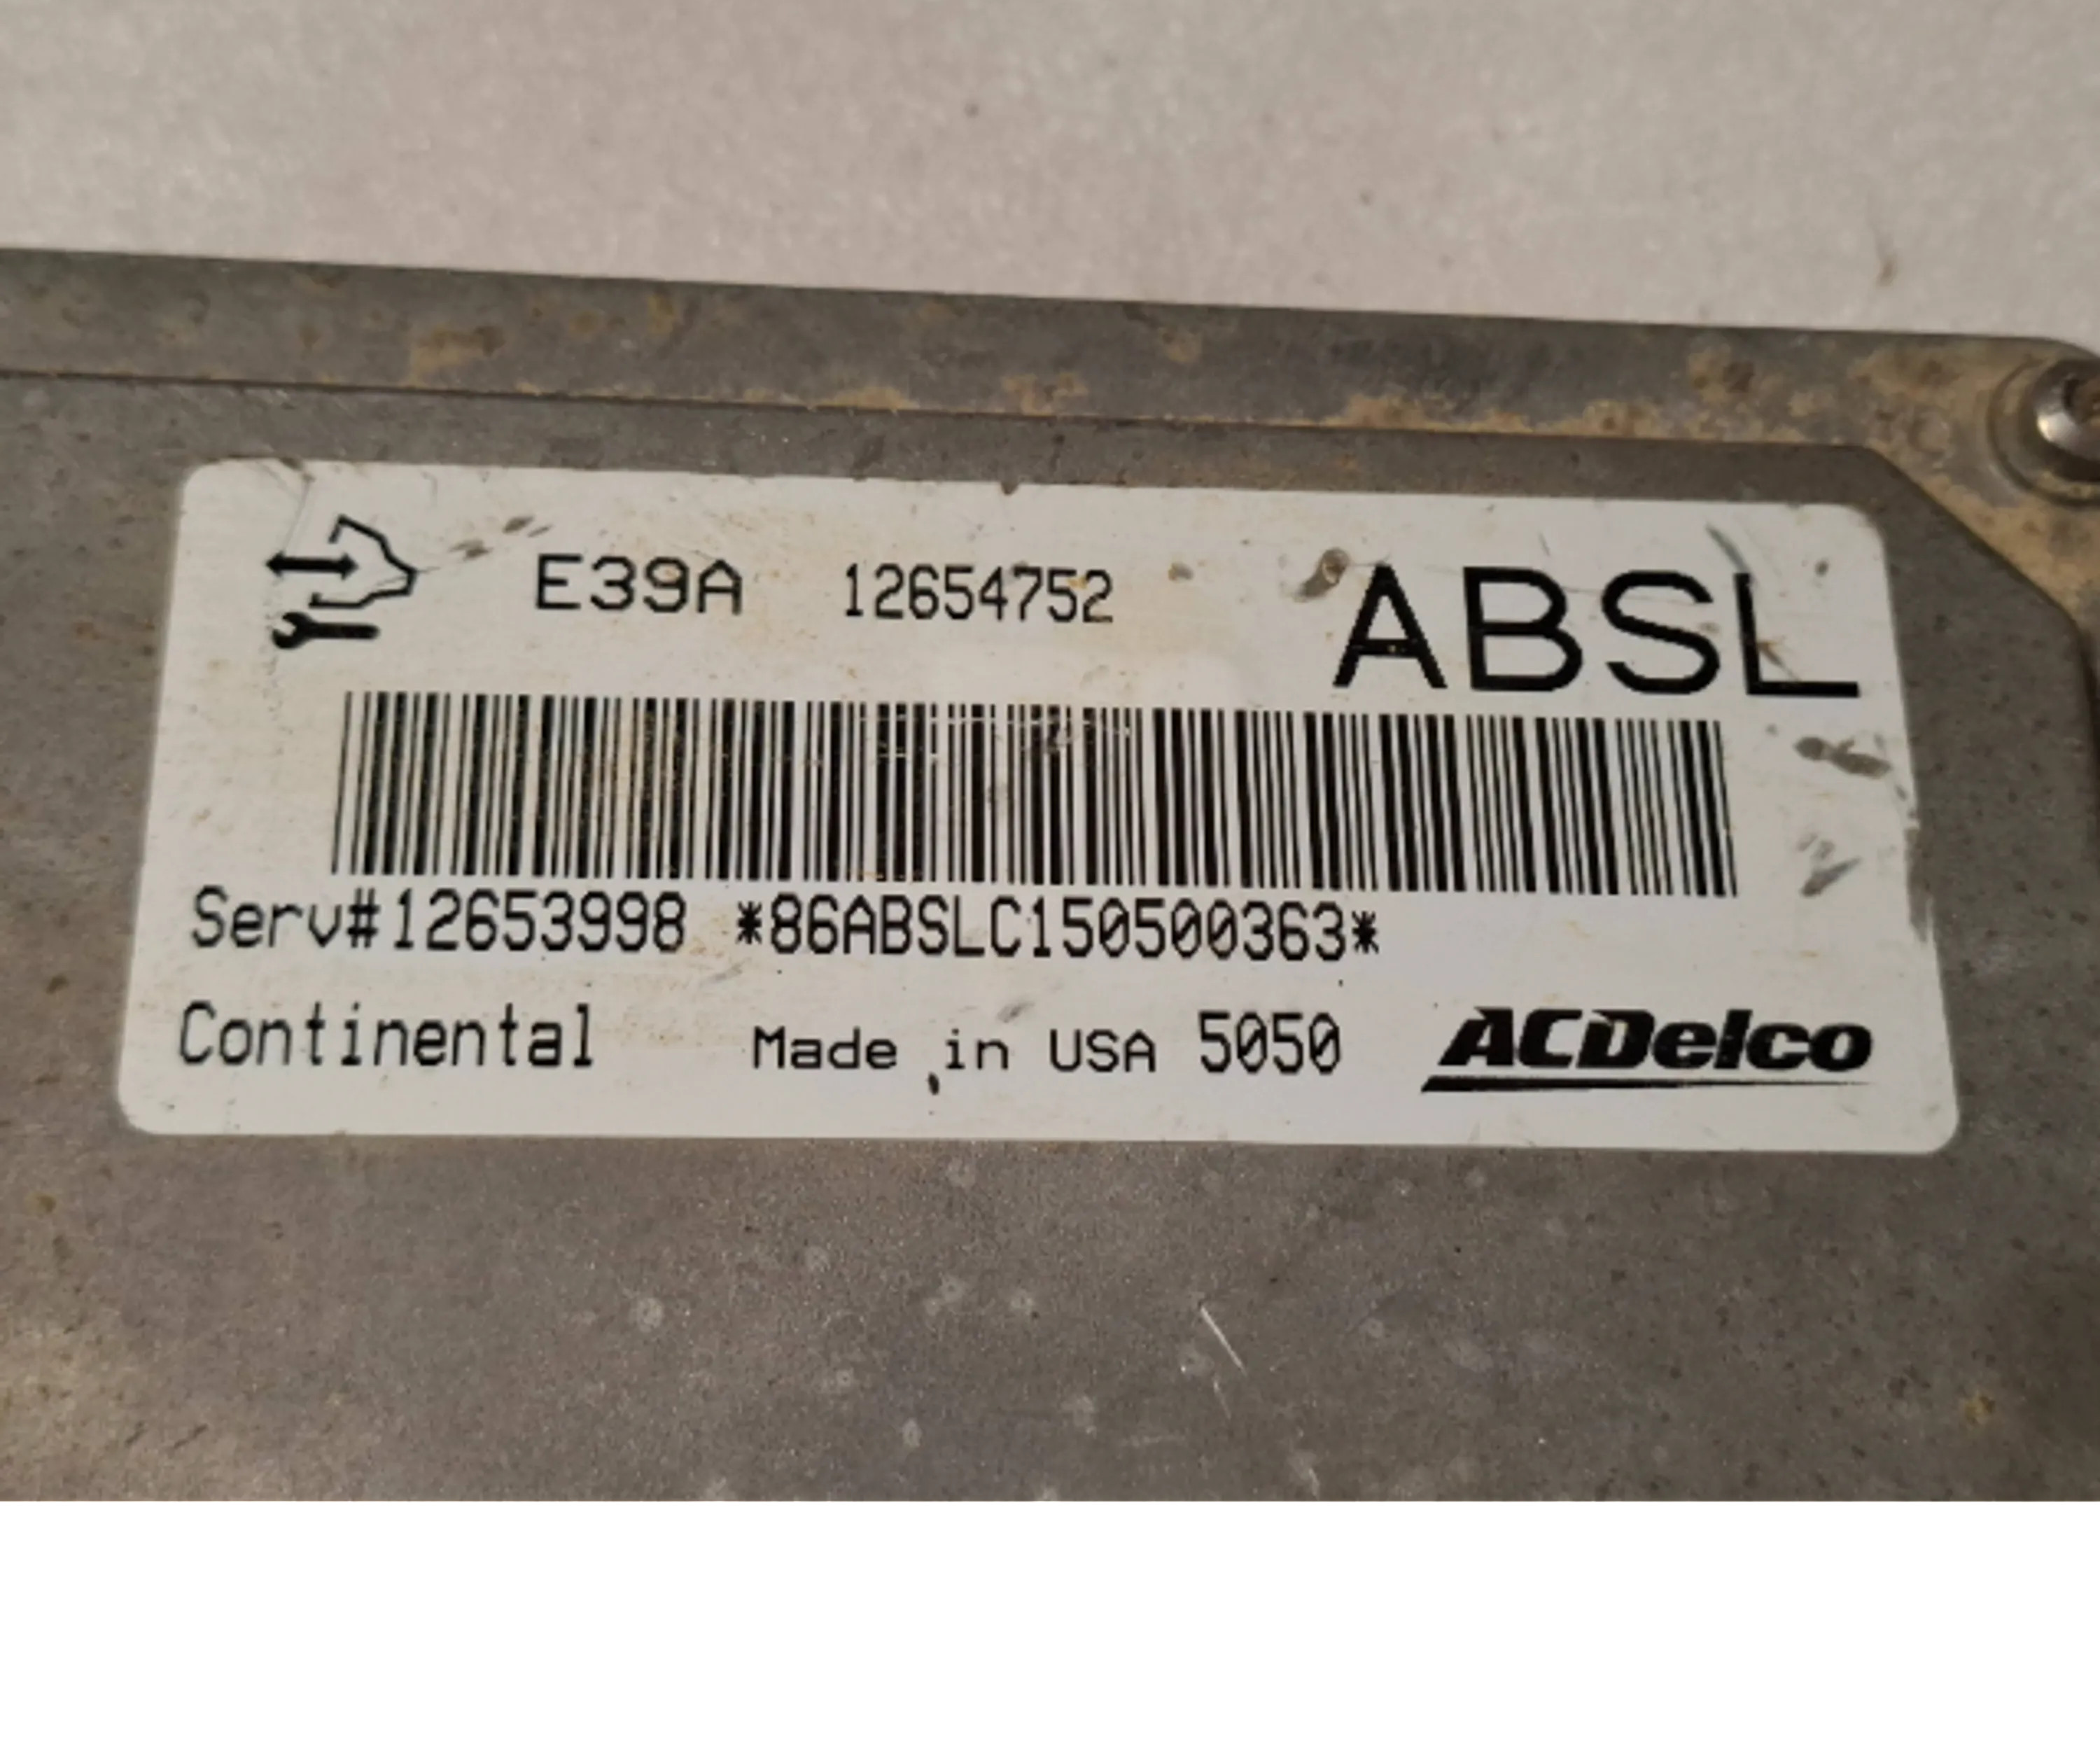 E39A 12654752 ABSL
Serv#12653998 *86ABSLC150500363*
Continental Made in USA 5050 ACDelco